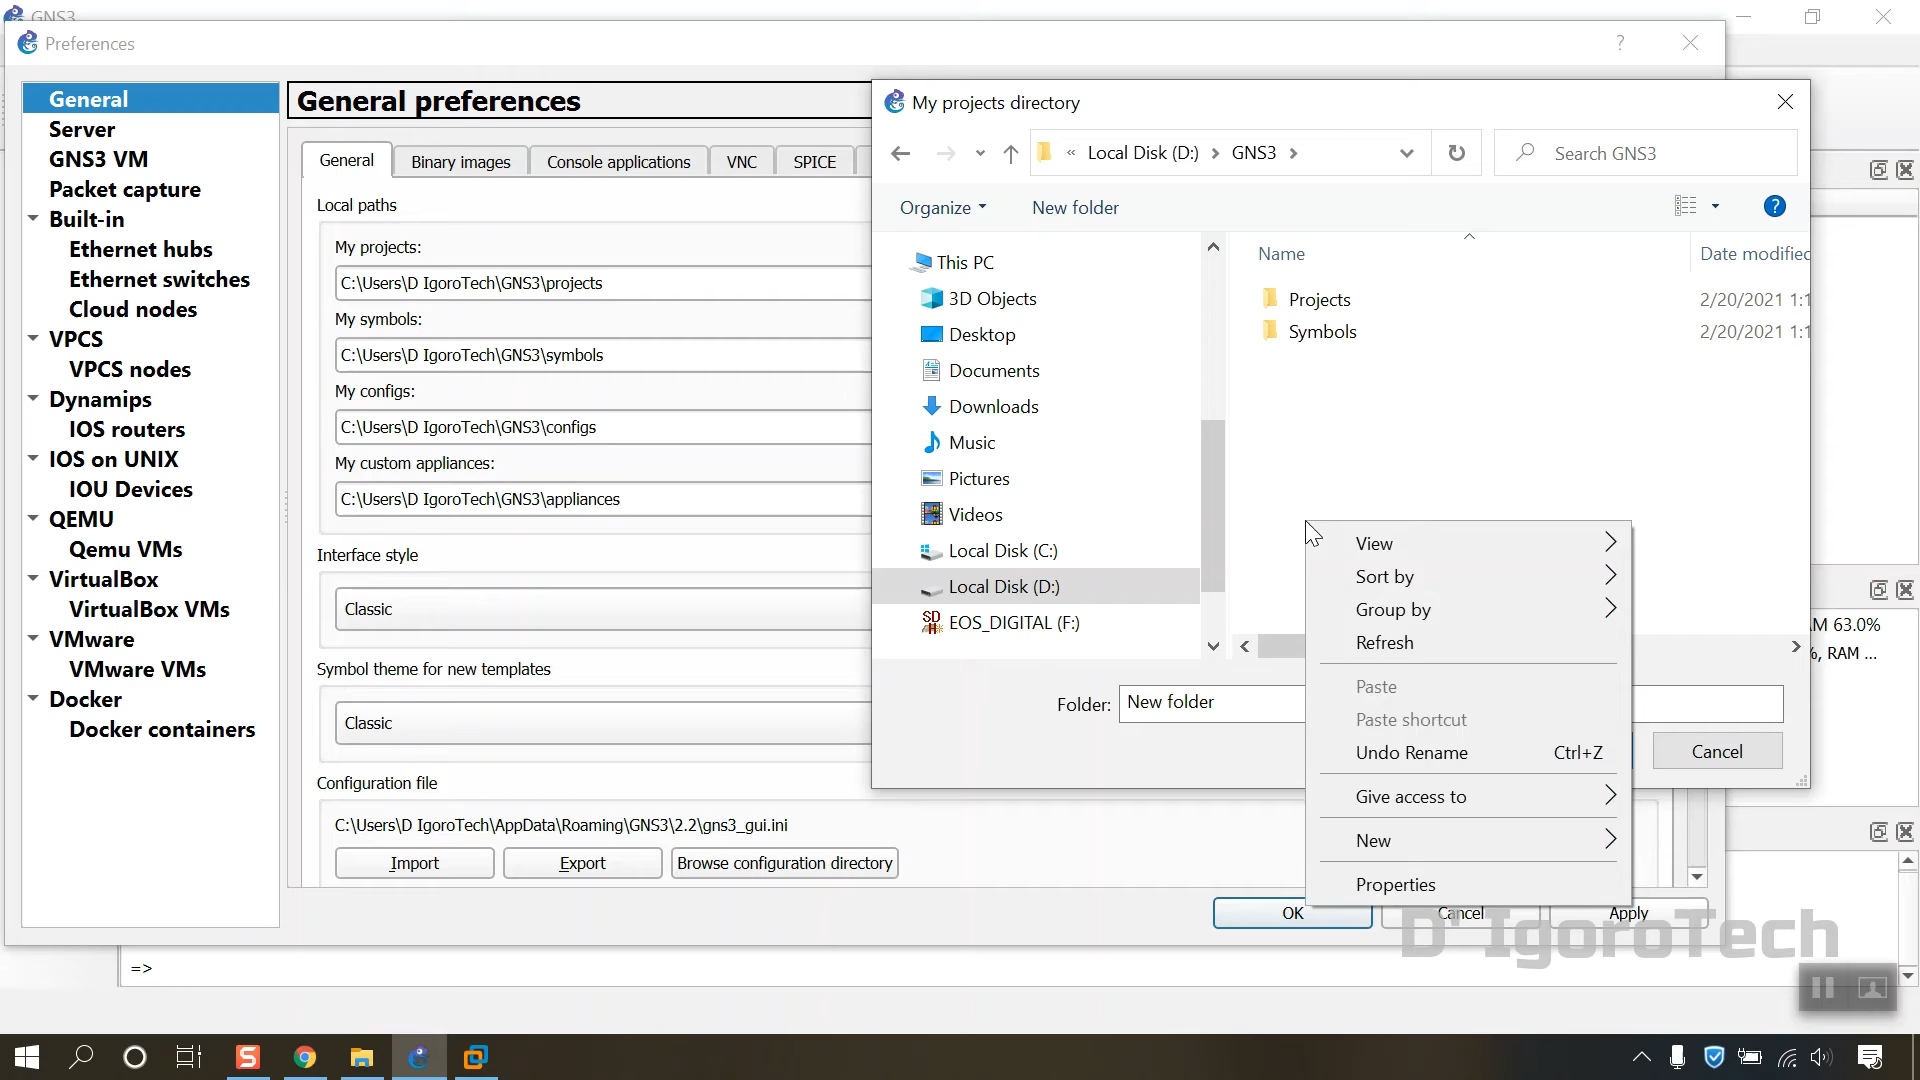 GNS3
Preferences
?
General
Server
GNS3 VM
Packet capture
Built-in
Ethernet hubs
Ethernet switches
Cloud nodes
VPCS
VPCS nodes
Dynamips
IOS routers
IOS on UNIX
IOU Devices
QEMU
Qemu VMs
VirtualBox
VirtualBox VMs
VMware
VMware VMs
Docker
Docker containers
General preferences
General
Binary images
Console applications
VNC
SPICE
Local paths
My projects:
C:\Users\D IgoroTech\GNS3\projects
My symbols:
C:\Users\D IgoroTech\GNS3\symbols
My configs:
C:\Users\D IgoroTech\GNS3\configs
My custom appliances:
C:\Users\D IgoroTech\GNS3\appliances
Interface style
Classic
Symbol theme for new templates
Classic
Configuration file
C:\Users\D IgoroTech\AppData\Roaming\GNS3\2.2\gns3_gui.ini
Import
Export
Browse configuration directory
OK
Cancel
Apply
=>
My projects directory
« Local Disk (D:) > GNS3 >
Search GNS3
Organize
New folder
?
This PC
3D Objects
Desktop
Documents
Downloads
Music
Pictures
Videos
Local Disk (C:)
Local Disk (D:)
SD
EOS_DIGITAL (F:)
Name
Date modified
Projects
2/20/2021 1:1
Symbols
2/20/2021 1:1
Folder:
New folder
Cancel
View
Sort by
Group by
Refresh
Paste
Paste shortcut
Undo Rename Ctrl+Z
Give access to
New
Properties
M 63.0%
%, RAM ...
D' IgoroTech